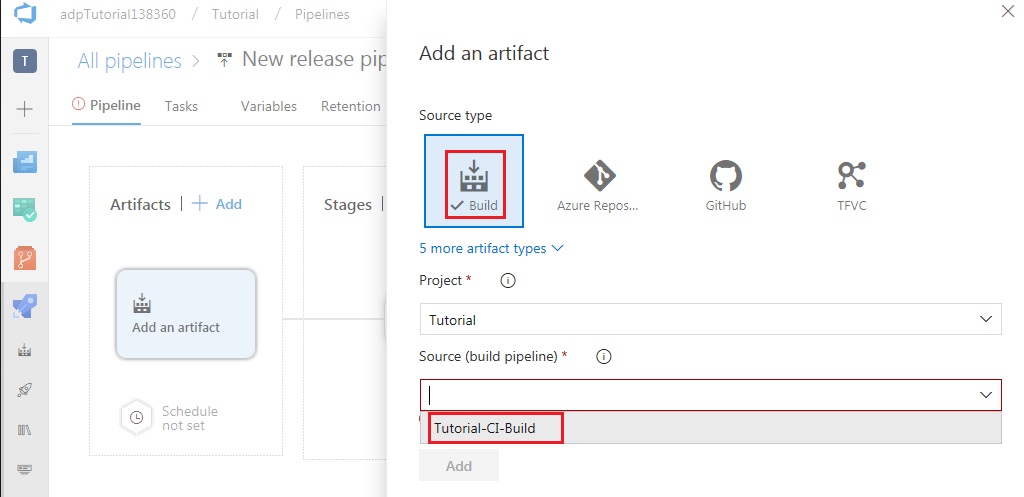 adpTutorial138360 / Tutorial / Pipelines
T
All pipelines > New release pip
Pipeline Tasks Variables Retention
Artifacts | + Add
Stages |
Add an artifact
Schedule
not set
Add an artifact
Source type
Build
Azure Repos...
GitHub
TFVC
5 more artifact types
Project *
Tutorial
Source (build pipeline) *
Tutorial-CI-Build
Add